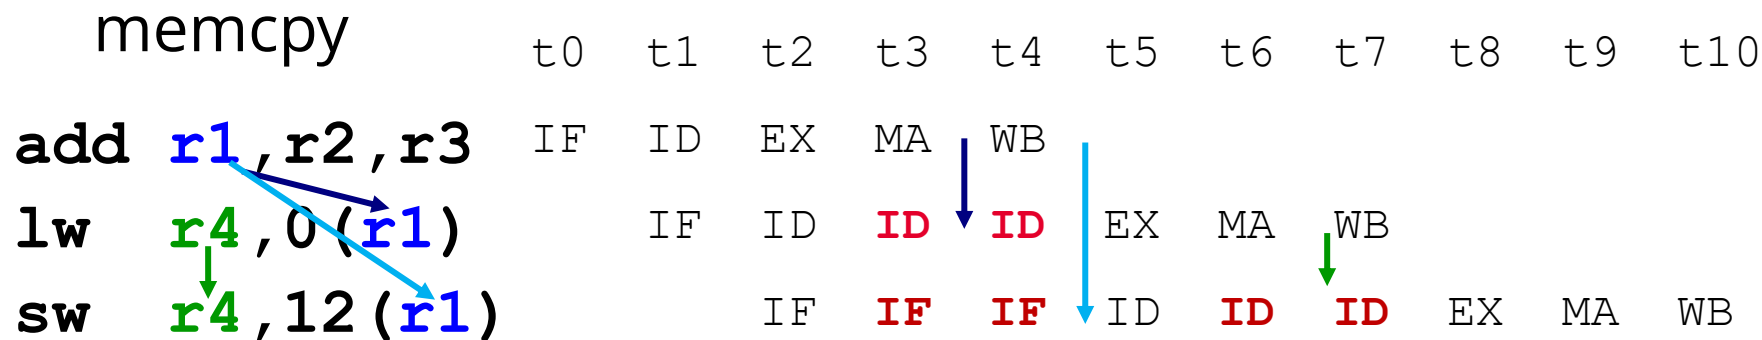 memcpy t0 t1 t2 t3 t4 t5 t6 t7 t8 t9 t10
add r1,r2,r3 IF ID EX MA WB
lw r4,0(r1) IF ID ID ID EX MA WB
sw r4,12(r1) IF IF IF ID ID ID EX MA WB